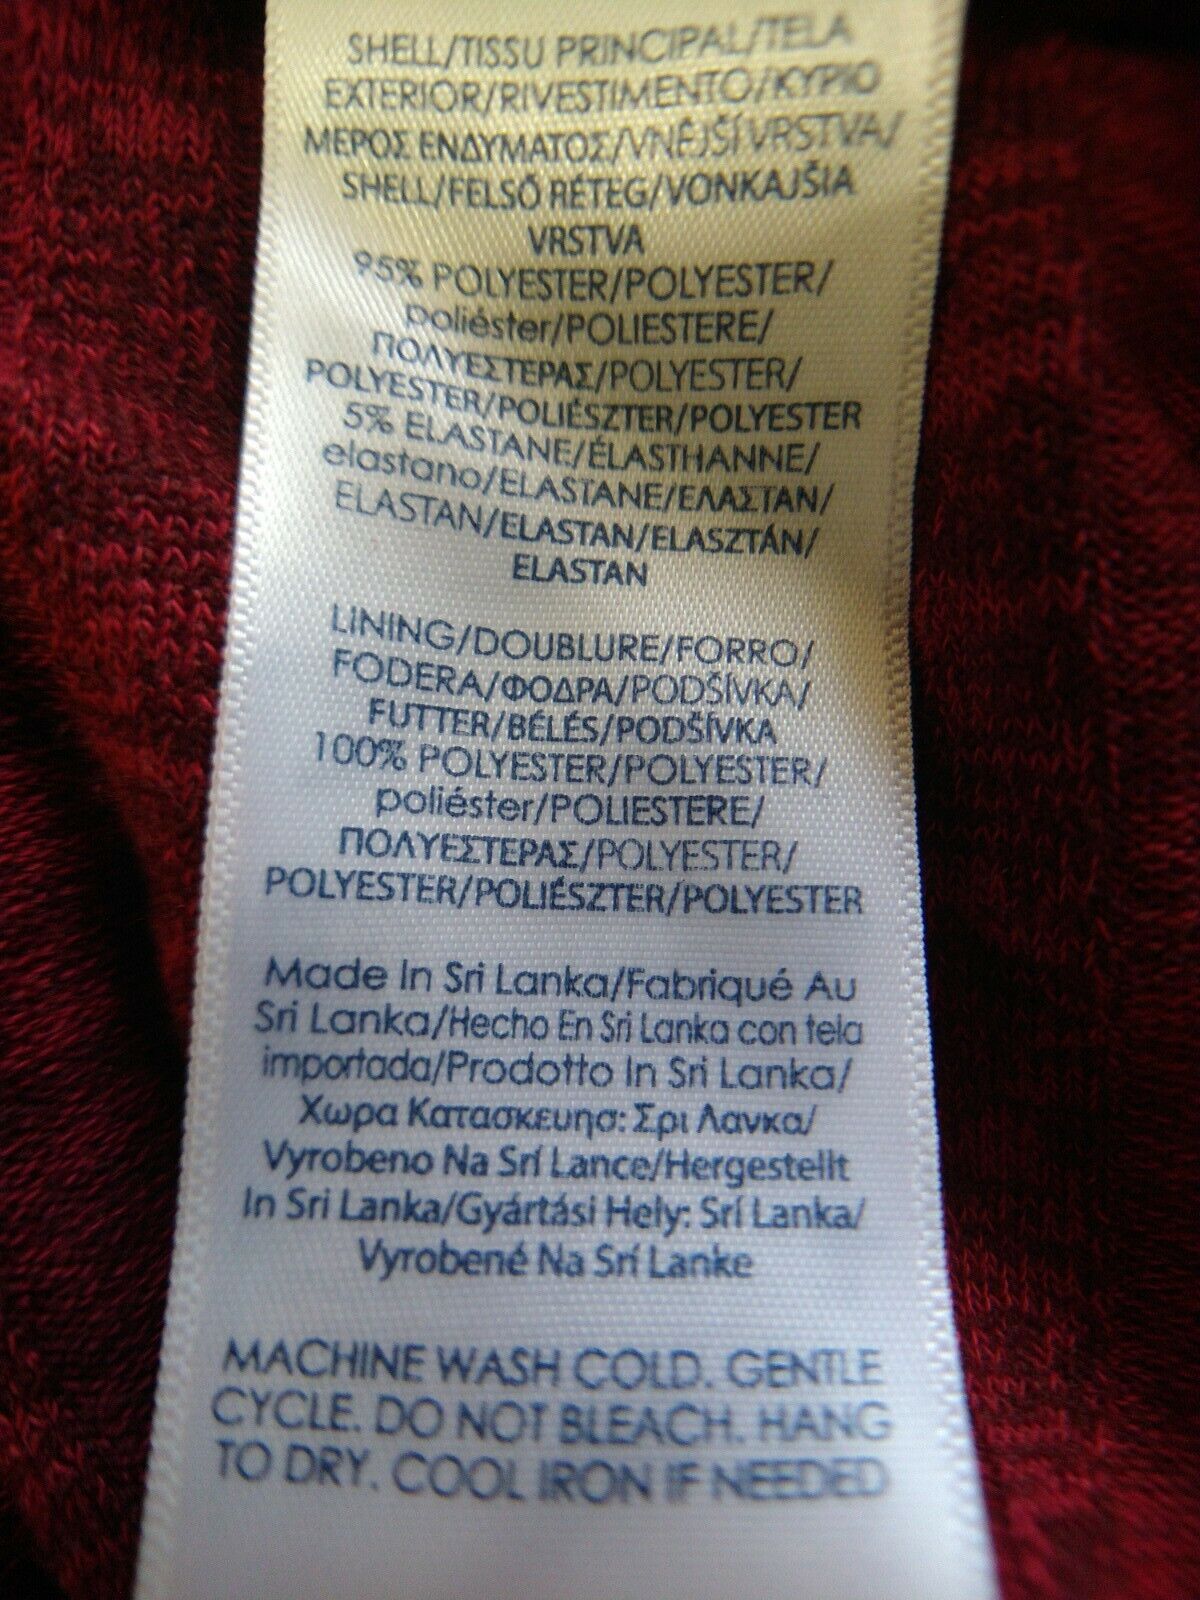 SHELL/TISSU PRINCIPAL/TELA
EXTERIOR/RIVESTIMENTO/ΚΥΡΙΟ
ΜΕΡΟΣ ΕΝΔΥΜΑΤΟΣ/VNĚJŠÍ VRSTVA/
SHELL/FELSŐ RÉTEG/VONKAJŠIA
VRSTVA
95% POLYESTER/POLYESTER/
poliéster/POLIESTERE/
ΠΟΛΥΕΣΤΕΡΑΣ/POLYESTER/
POLYESTER/POLIÉSZTER/POLYESTER
5% ELASTANE/ÉLASTHANNE/
elastano/ELASTANE/ΕΛΑΣΤΑΝ/
ELASTAN/ELASTAN/ELASZTÁN/
ELASTAN
LINING/DOUBLURE/FORRO/
FODERA/ΦΟΔΡΑ/PODŠÍVKA/
FUTTER/BÉLÉS/PODŠÍVKA
100% POLYESTER/POLYESTER/
poliéster/POLIESTERE/
ΠΟΛΥΕΣΤΕΡΑΣ/POLYESTER/
POLYESTER/POLIÉSZTER/POLYESTER
Made In Sri Lanka/Fabriqué Au
Sri Lanka/Hecho En Sri Lanka con tela
importada/Prodotto In Sri Lanka/
Χωρα Κατασκευησ: Σρι Λανκα/
Vyrobeno Na Srí Lance/Hergestellt
In Sri Lanka/Gyártási Hely: Srí Lanka/
Vyrobené Na Srí Lanke
MACHINE WASH COLD. GENTLE
CYCLE. DO NOT BLEACH. HANG
TO DRY. COOL IRON IF NEEDED